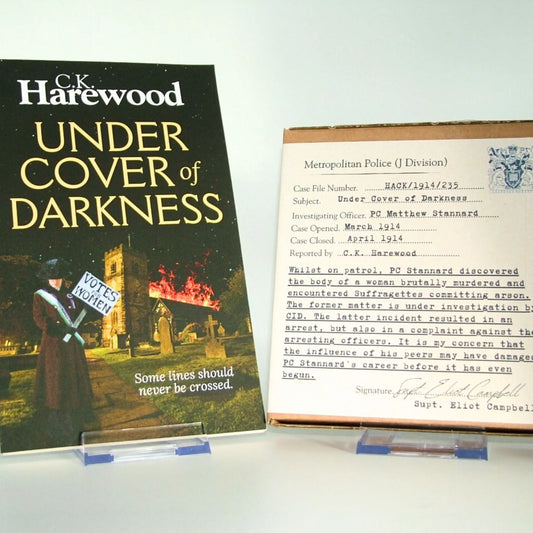 C.K.
Harewood
UNDER
COVER of
DARKNESS
VOTES
for
WOMEN
Some lines should
never be crossed.
Metropolitan Police (J Division)
Case File Number. HACK/1914/235
Subject. Under Cover of Darkness
Investigating Officer. PC Matthew Stannard
Case Opened. March 1914
Case Closed. April 1914
Reported by C.K. Harewood
Whilst on patrol, PC Stannard discovered
the body of a woman brutally murdered and
encountered Suffragettes committing arson.
The former matter is under investigation by
CID. The latter incident resulted in an
arrest, but also in a complaint against the
arresting officers. It is my concern that
the influence of his peers may have damaged
PC Stannard's career before it has even
begun.
Signature. Supt. Eliot Campbell
Supt. Eliot Campbell